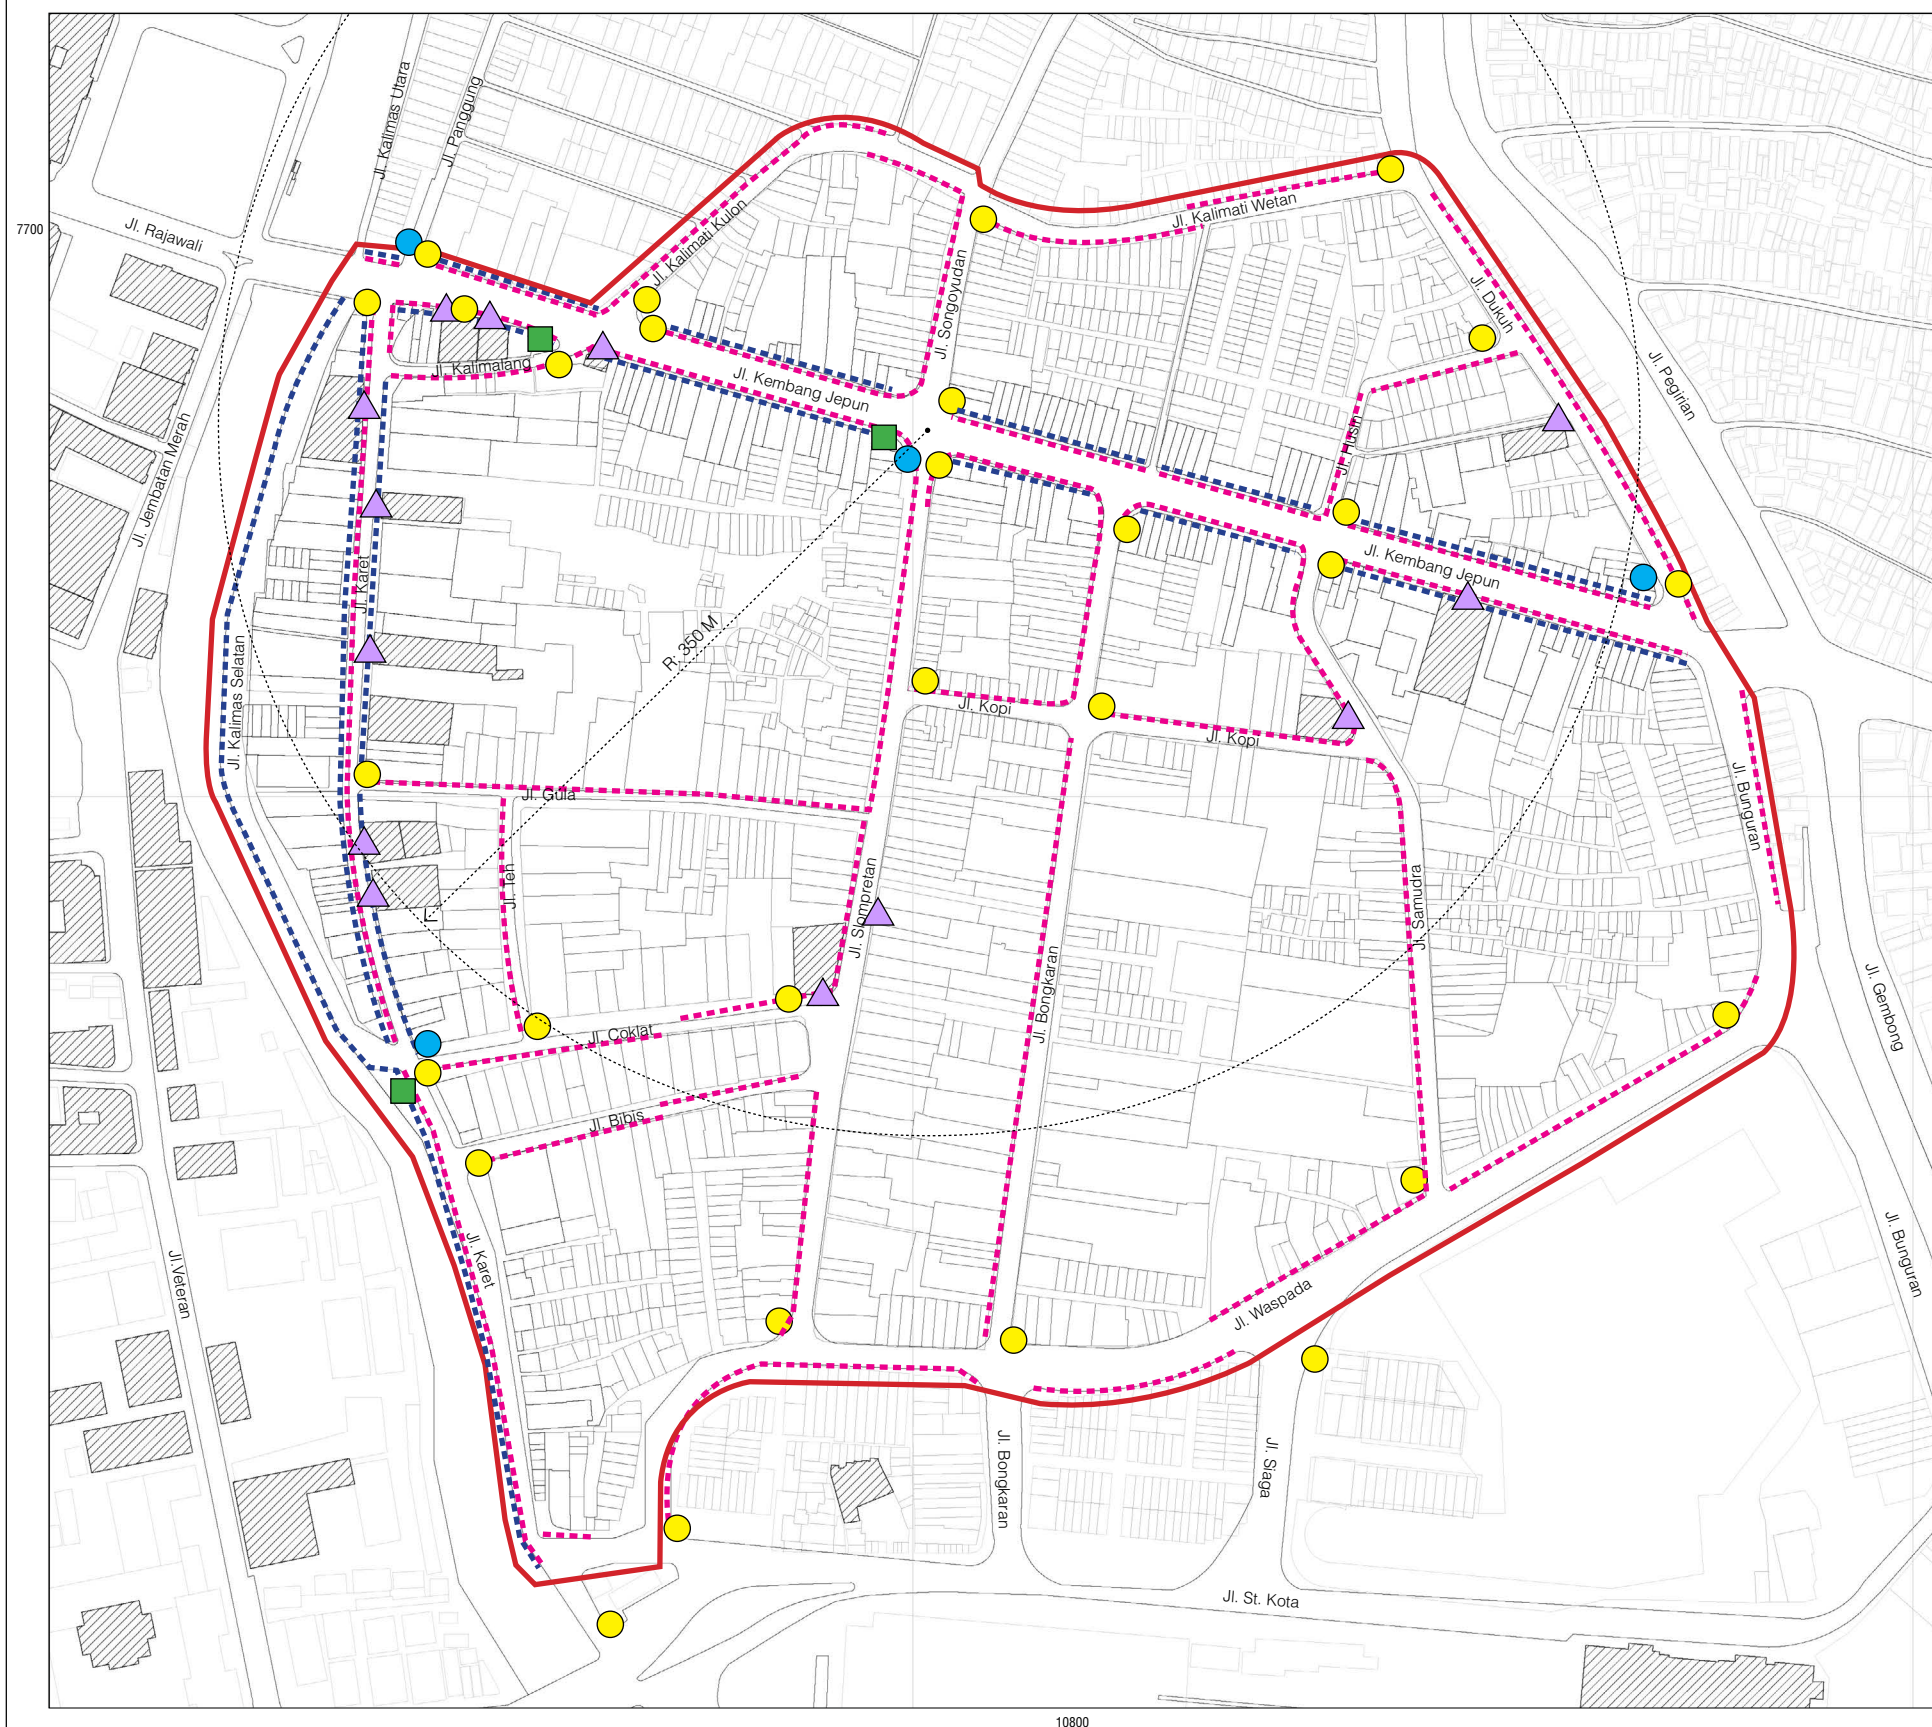 Jl. Kalimas Utara
Jl. Panggung
Jl. Rajawali
7700
Jl. Kalimati Kulon
Jl. Kalimati Wetan
Jl. Songoyudan
Jl. Dukuh
Jl. Pegirian
Jl. Kalimalang
Jl. Kembang Jepun
Jl. Husin
Jl. Jembatan Merah
Jl. Karet
Jl. Kembang Jepun
R: 350 M
Jl. Kalimas Selatan
Jl. Kopi
Jl. Kopi
Jl. Gula
Jl. Bunguran
Jl. Ten
Jl. Slompretan
Jl. Samudra
Jl. Bongkaran
Jl. Gembong
Jl. Coklat
Jl. Bibis
Jl. Karet
Jl.Veteran
Jl. Waspada
Jl. Bunguran
Jl. Bongkaran
Jl. Siaga
Jl. St. Kota
10800